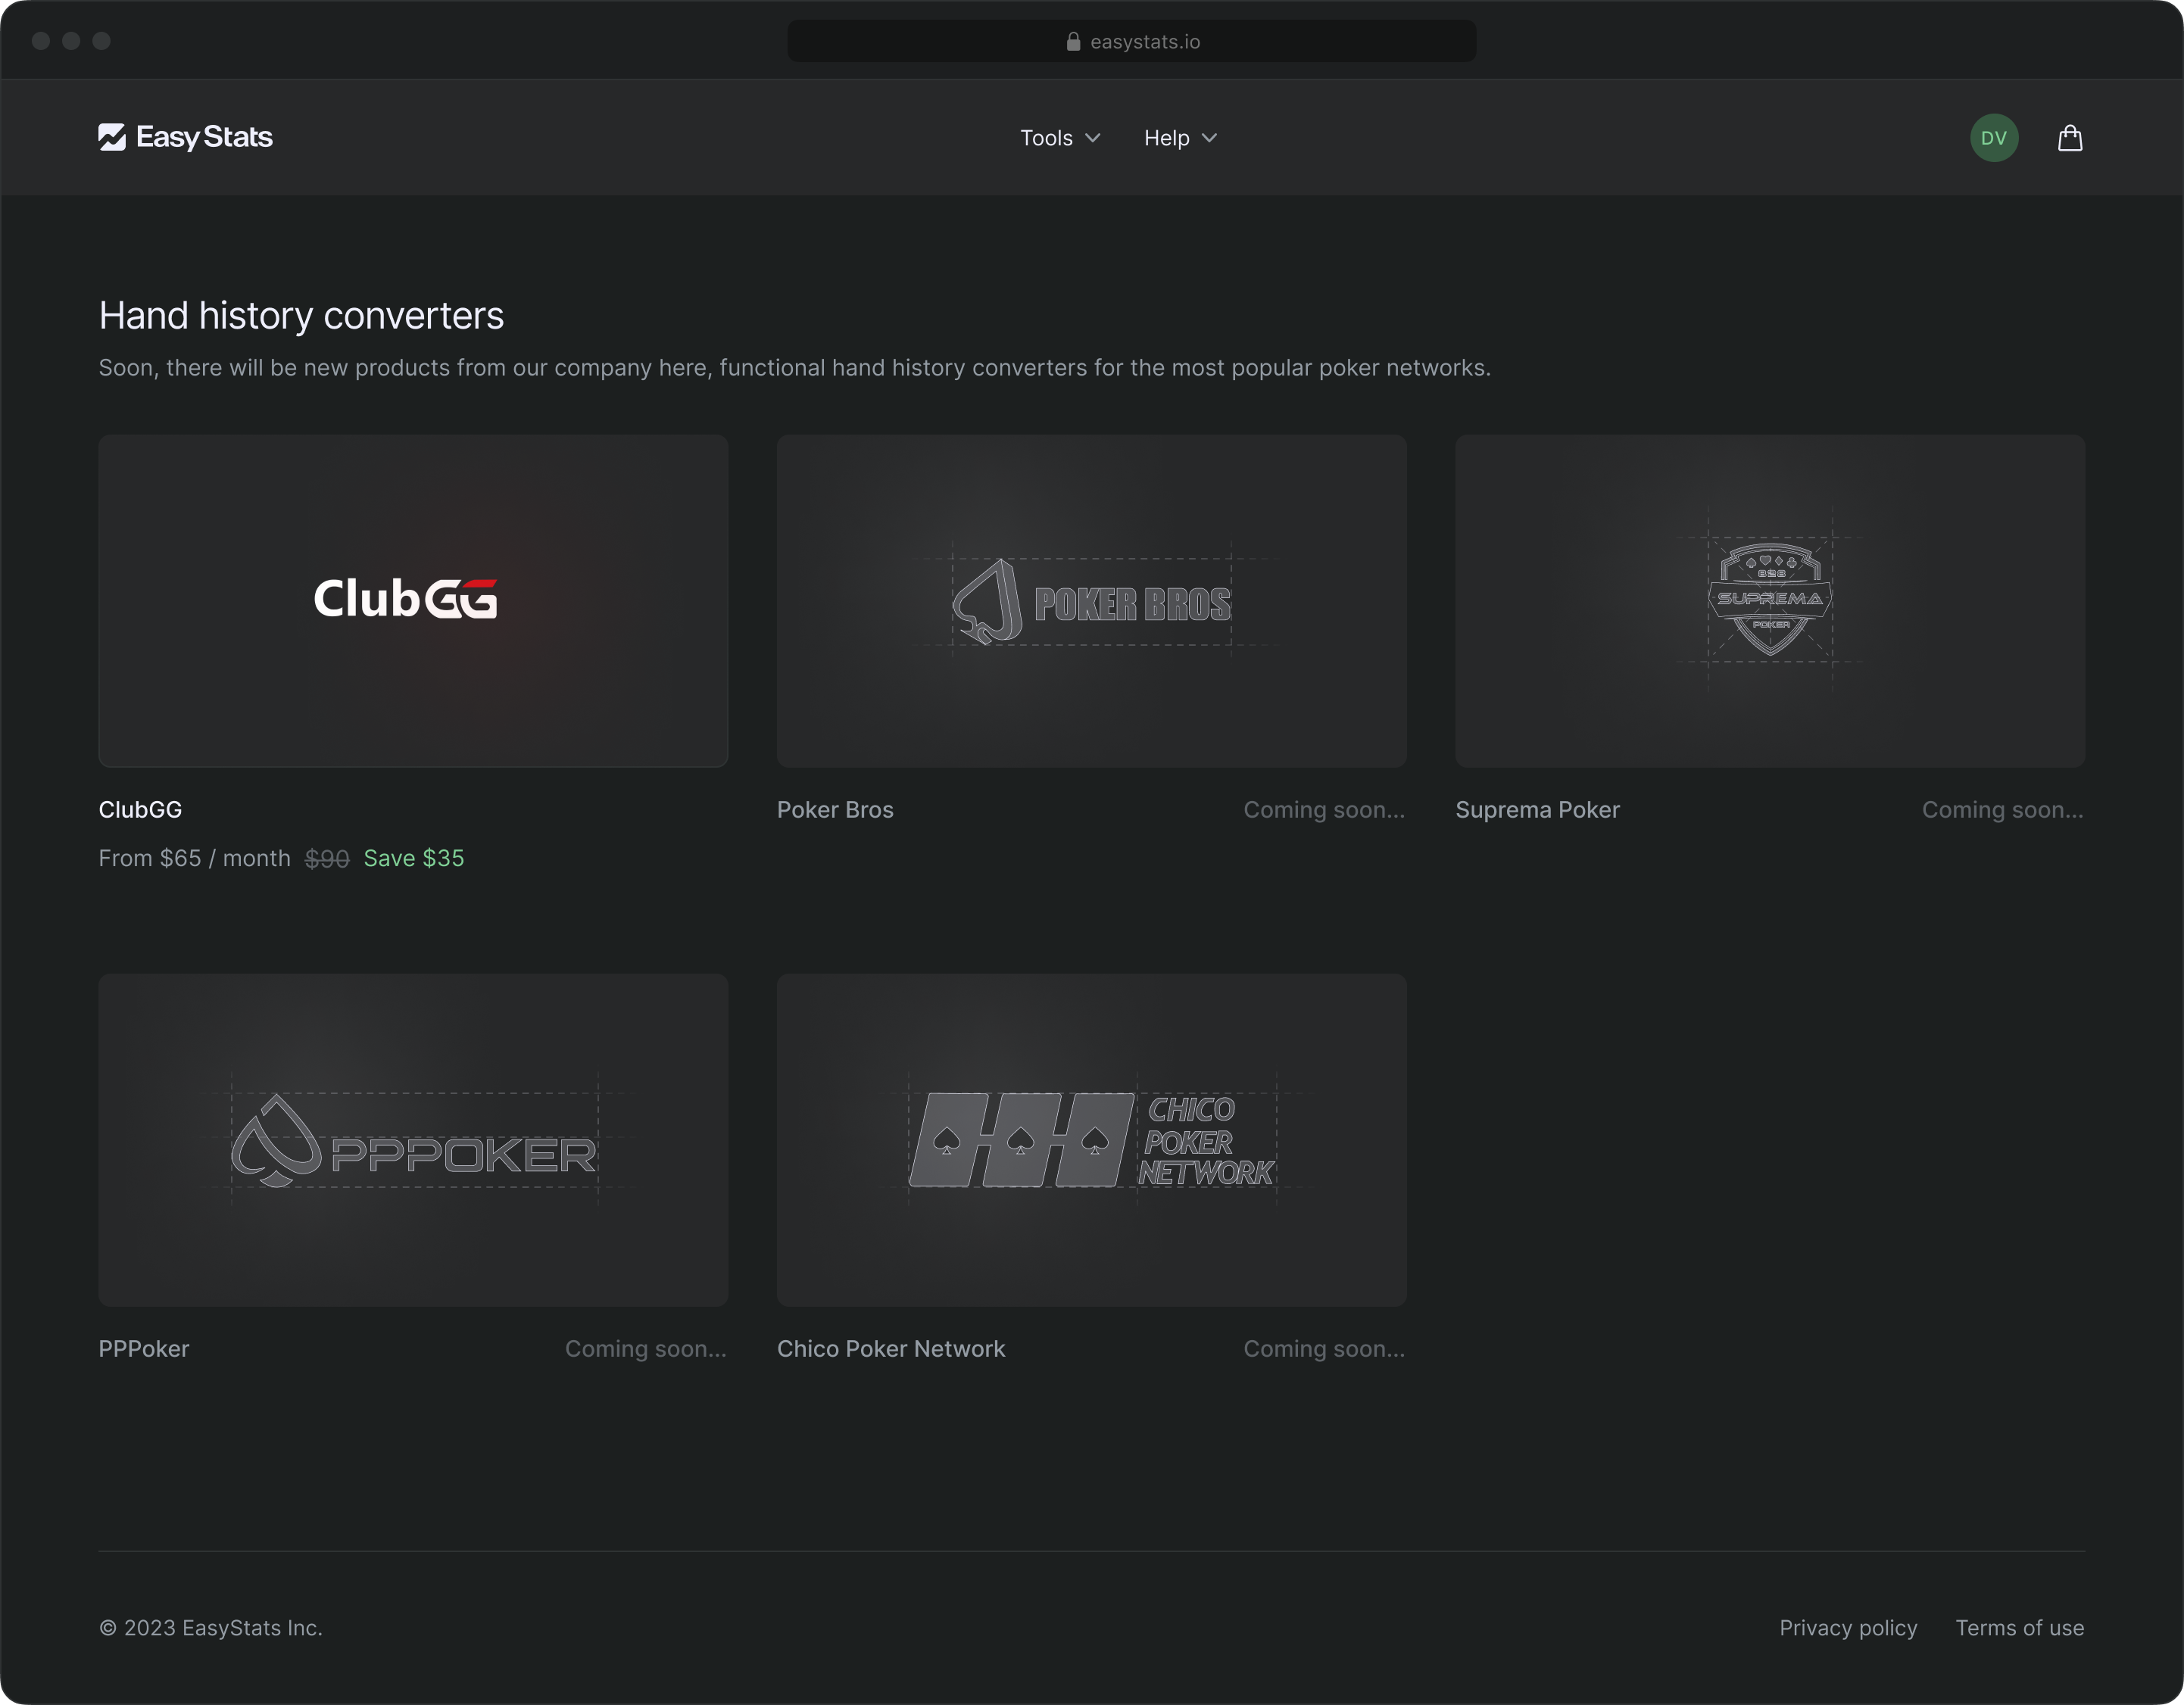 easystats.io
Easy Stats
Tools
Help
DV
Hand history converters
Soon, there will be new products from our company here, functional hand history converters for the most popular poker networks.
ClubGG
POKER BROS
B2B
SUPREMA
POKER
ClubGG
From $65 / month $90 Save $35
Poker Bros
Coming soon...
Suprema Poker
Coming soon...
PPPOKER
CHICO
POKER
NETWORK
PPPoker
Coming soon...
Chico Poker Network
Coming soon...
© 2023 EasyStats Inc.
Privacy policy
Terms of use